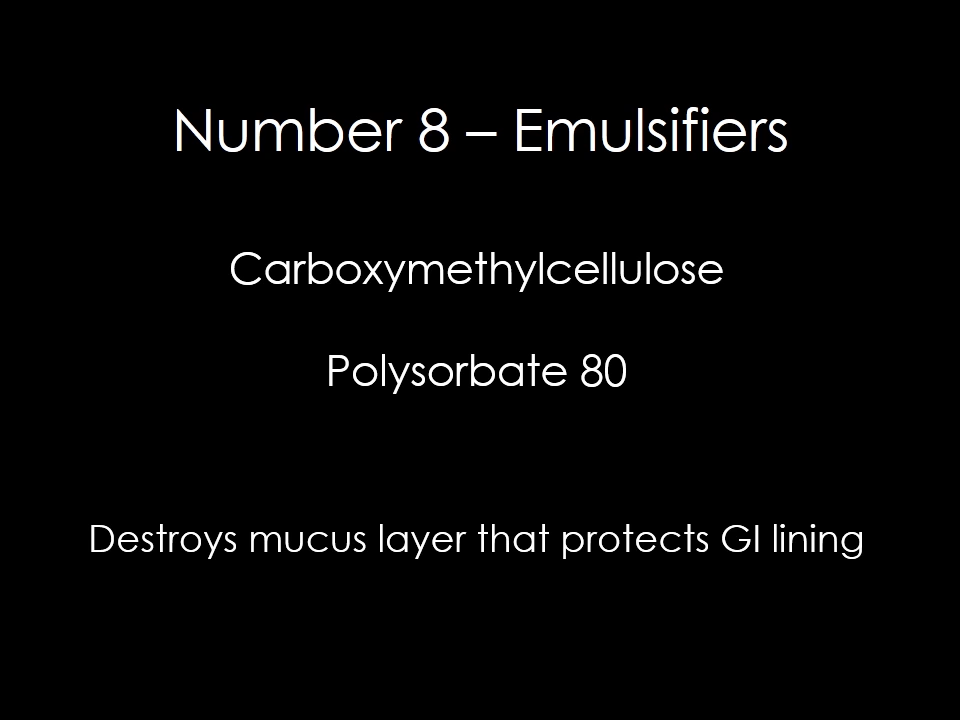 Number 8 – Emulsifiers
Carboxymethylcellulose
Polysorbate 80
Destroys mucus layer that protects GI lining